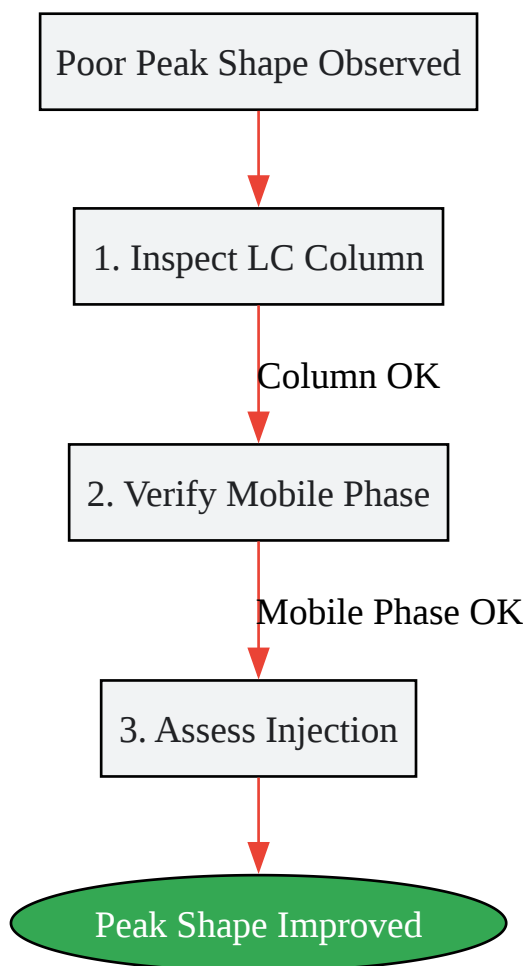 Poor Peak Shape Observed
1. Inspect LC Column
Column OK
2. Verify Mobile Phase
Mobile Phase OK
3. Assess Injection
Peak Shape Improved